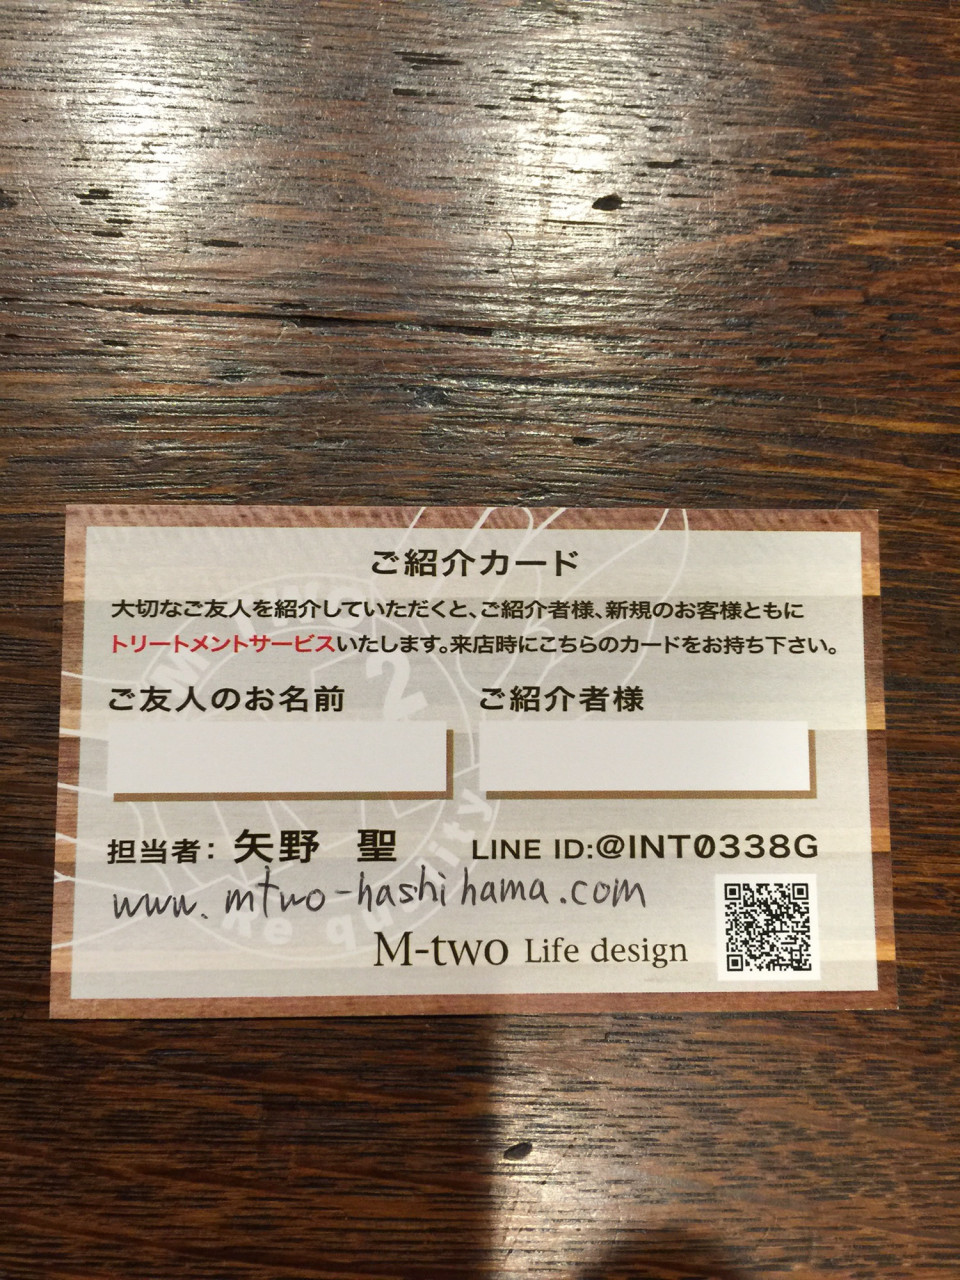 ご紹介カード
大切なご友人を紹介していただくと、ご紹介者様、新規のお客様ともに
トリートメントサービスいたします。来店時にこちらのカードをお持ち下さい。
ご友人のお名前 ご紹介者様
担当者：矢野 聖 LINE ID:@INT0338G
www.mtwo-hashihama.com
M-two Life design